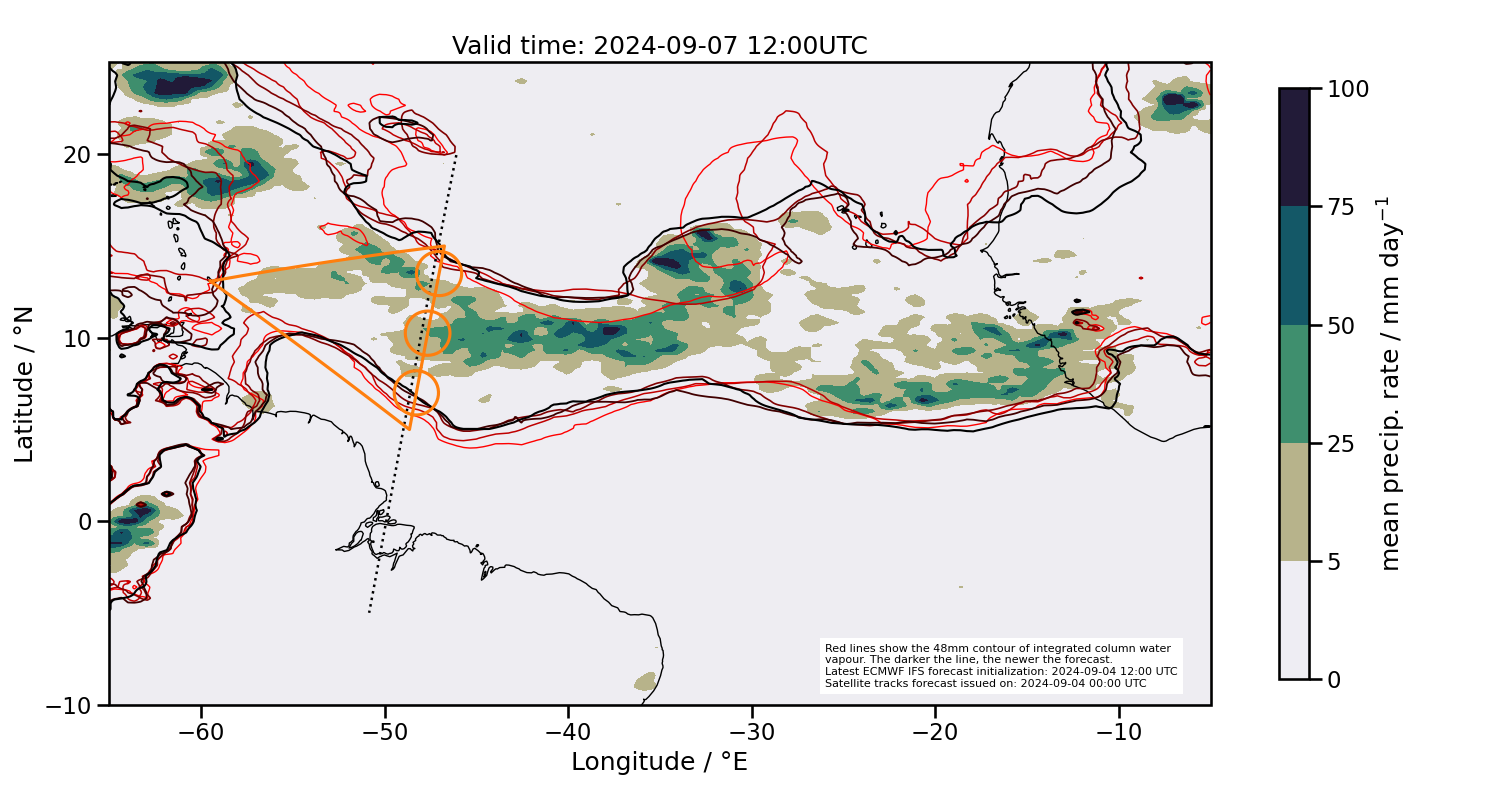 Valid time: 2024-09-07 12:00UTC
20
10
0
−10
Latitude / °N
−60
−50
−40
−30
−20
−10
Longitude / °E
Red lines show the 48mm contour of integrated column water
vapour. The darker the line, the newer the forecast.
Latest ECMWF IFS forecast initialization: 2024-09-04 12:00 UTC
Satellite tracks forecast issued on: 2024-09-04 00:00 UTC
100
75
50
25
5
0
mean precip. rate / mm day⁻¹